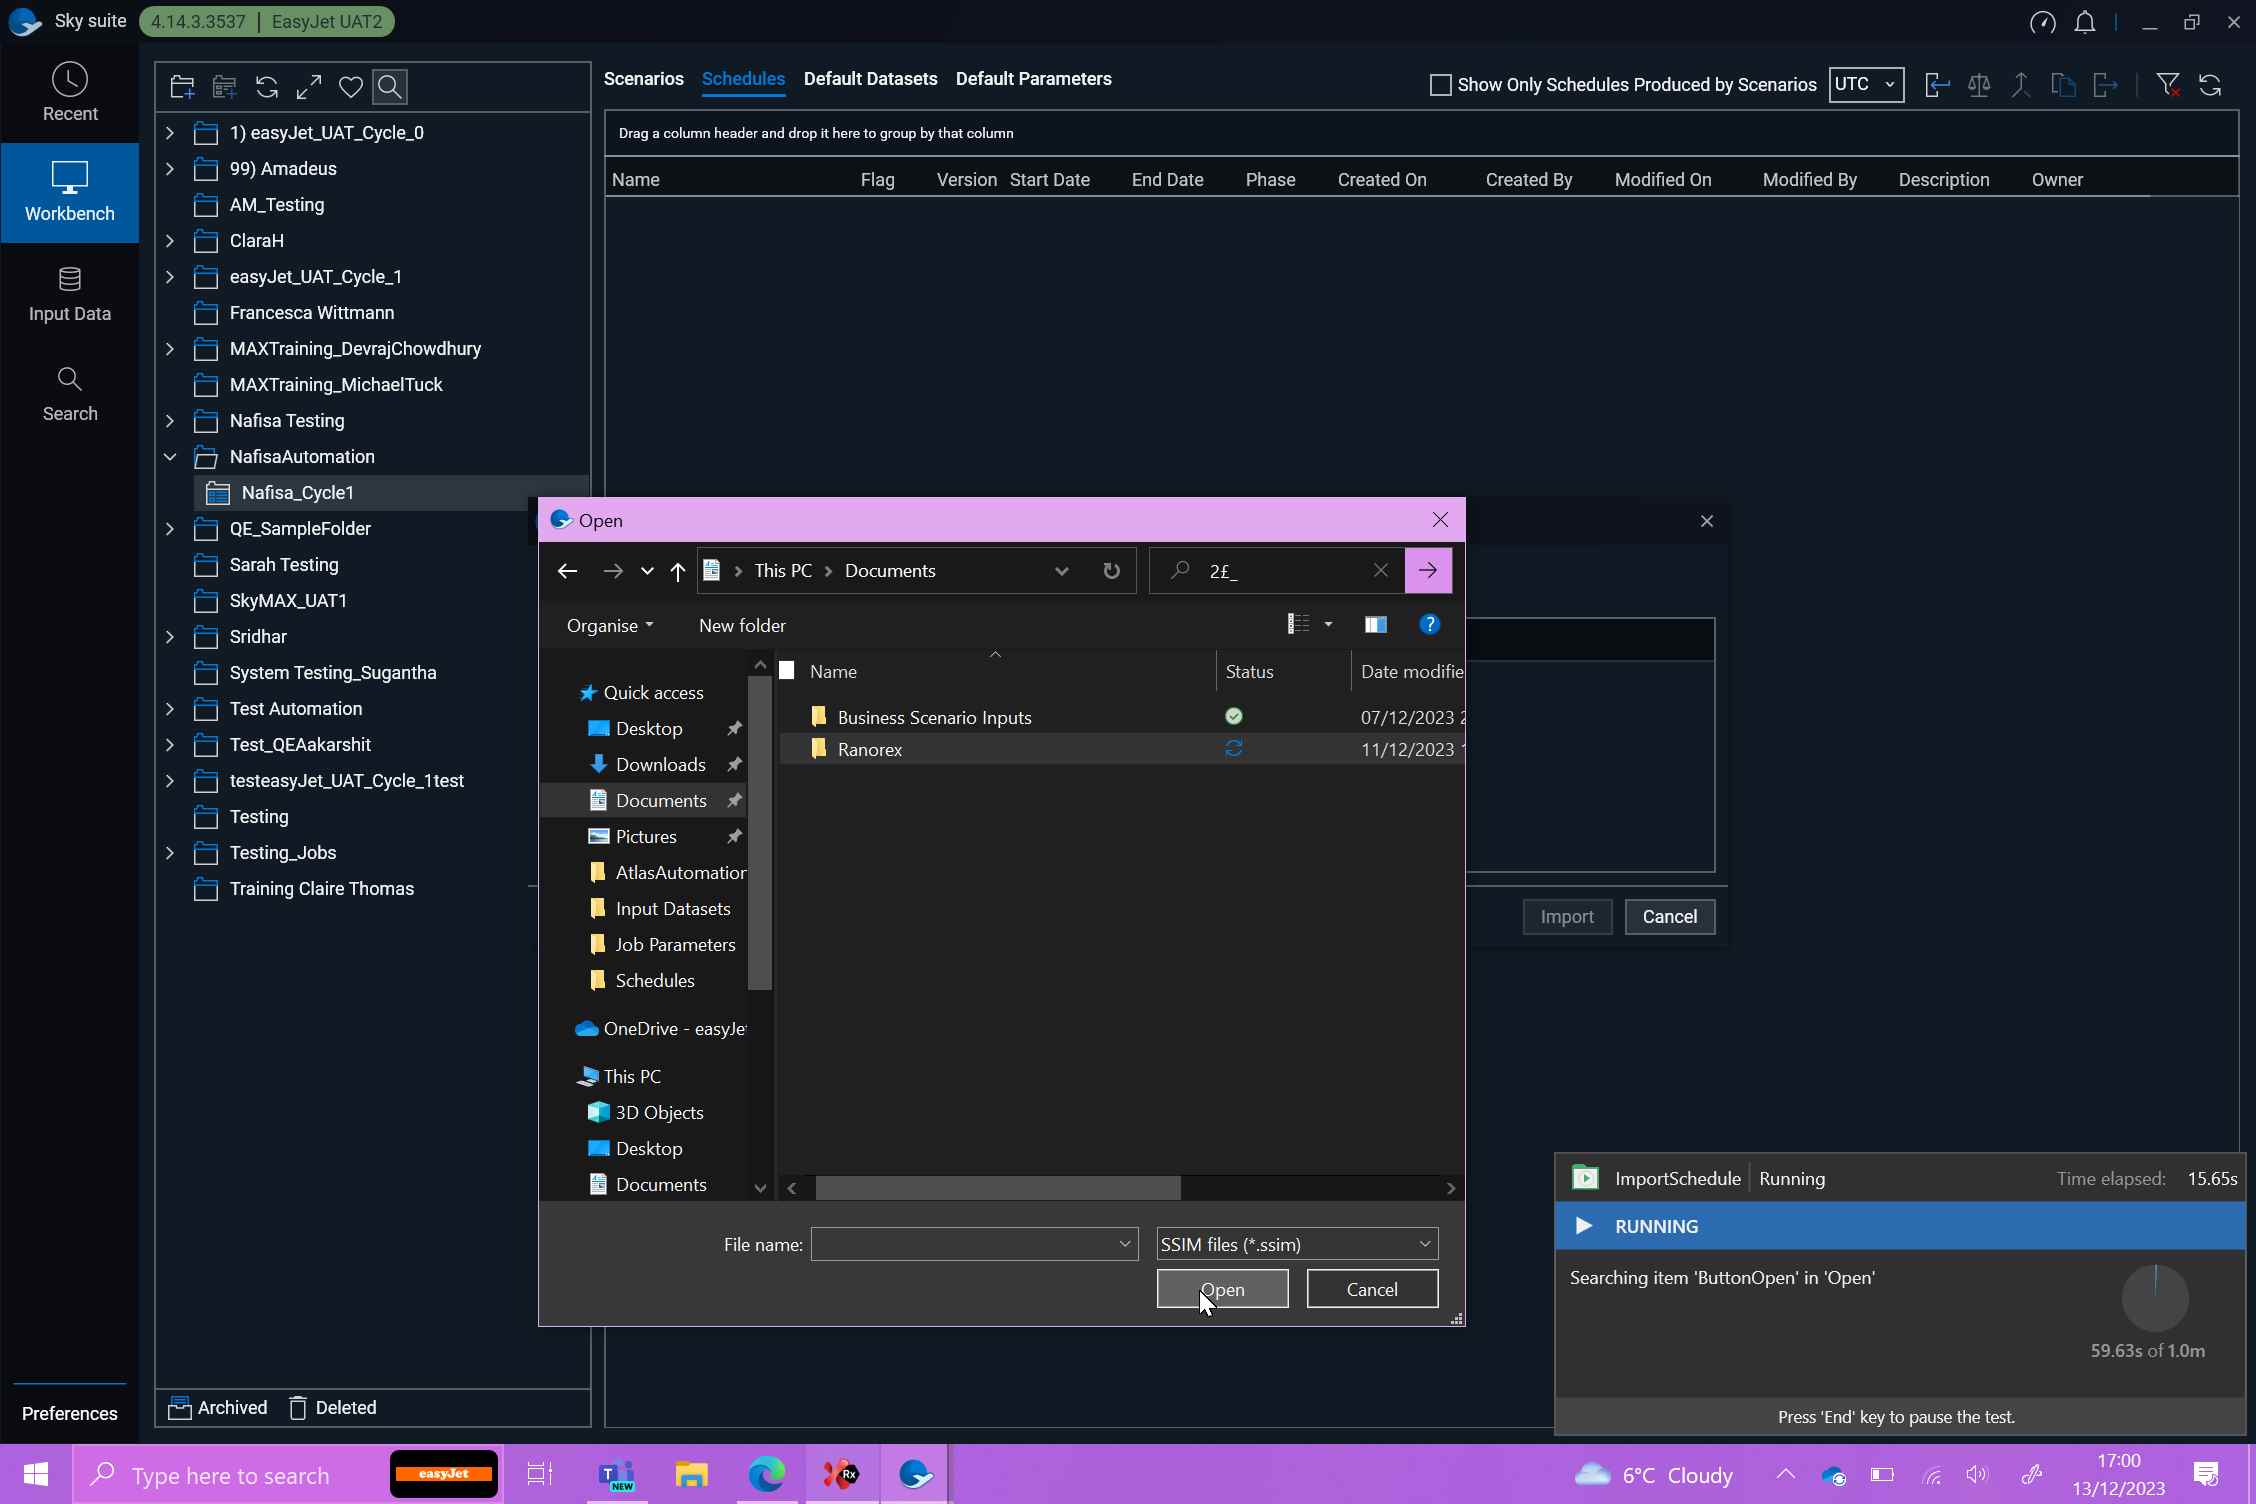 Sky suite
4.14.3.3537 | EasyJet UAT2
Recent
Workbench
Input Data
Search
Preferences
1) easyJet_UAT_Cycle_0
99) Amadeus
AM_Testing
ClaraH
easyJet_UAT_Cycle_1
Francesca Wittmann
MAXTraining_DevrajChowdhury
MAXTraining_MichaelTuck
Nafisa Testing
NafisaAutomation
Nafisa_Cycle1
QE_SampleFolder
Sarah Testing
SkyMAX_UAT1
Sridhar
System Testing_Sugantha
Test Automation
Test_QEAakarshit
testeasyJet_UAT_Cycle_1test
Testing
Testing_Jobs
Training Claire Thomas
Archived Deleted
Scenarios Schedules Default Datasets Default Parameters
Show Only Schedules Produced by Scenarios UTC
Drag a column header and drop it here to group by that column
Name Flag Version Start Date End Date Phase Created On Created By Modified On Modified By Description Owner
Open
This PC > Documents
2£_
Organise New folder
Name Status Date modifie
Business Scenario Inputs 07/12/2023 2
Ranorex 11/12/2023 1
Quick access
Desktop
Downloads
Documents
Pictures
AtlasAutomation
Input Datasets
Job Parameters
Schedules
OneDrive - easyJet
This PC
3D Objects
Desktop
Documents
File name: SSIM files (*.ssim)
Open Cancel
Import Cancel
ImportSchedule | Running Time elapsed: 15.65s
RUNNING
Searching item 'ButtonOpen' in 'Open'
59.63s of 1.0m
Press 'End' key to pause the test.
Type here to search
easyJet
T
NEW
Rx
6°C Cloudy
17:00
13/12/2023